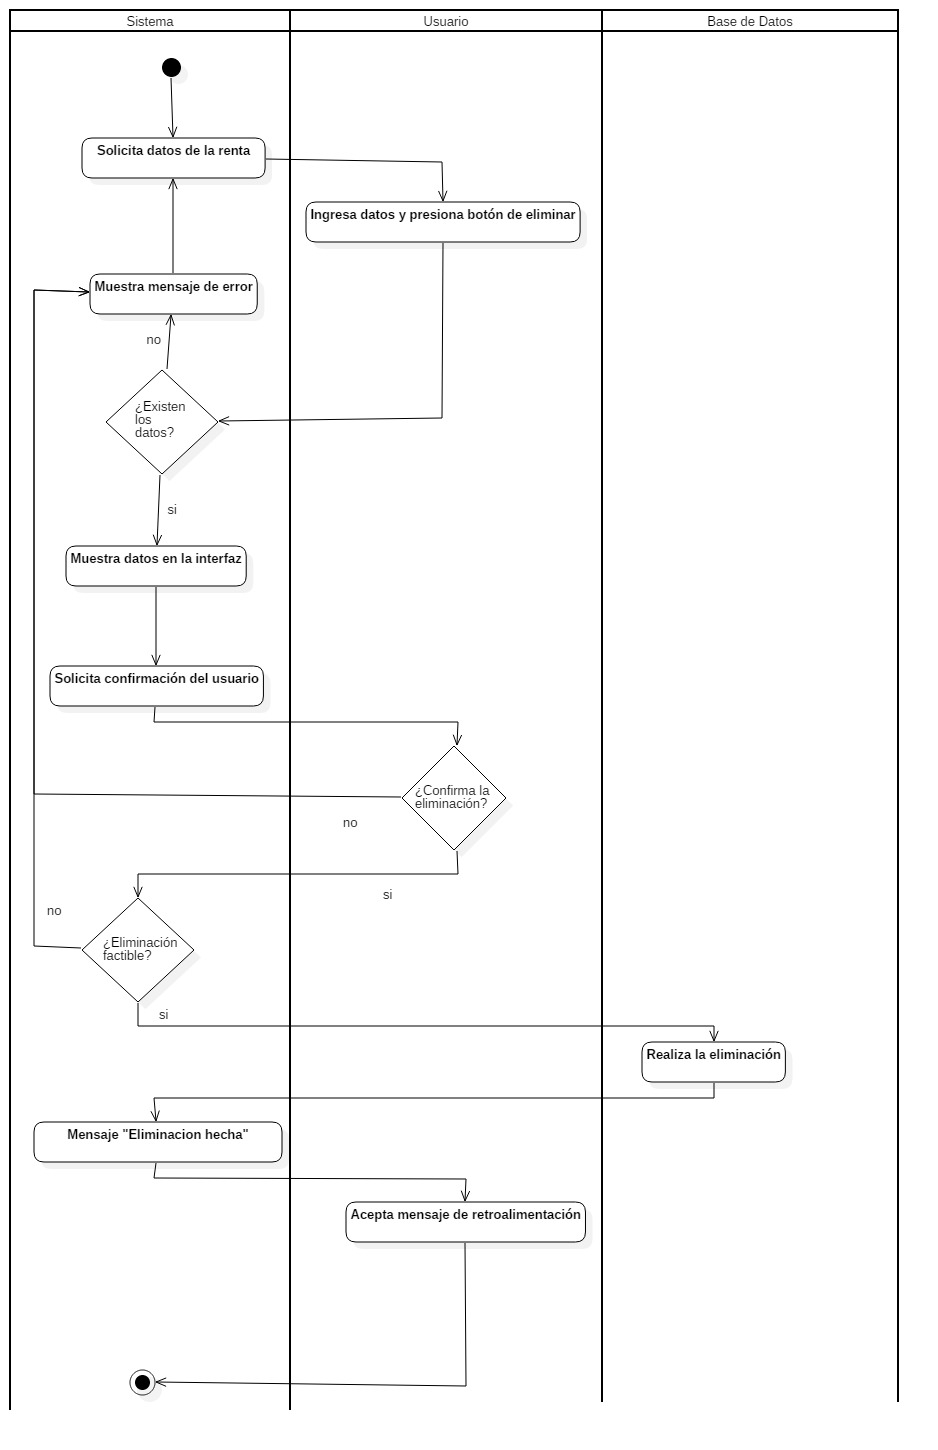 Sistema
Usuario
Base de Datos
Solicita datos de la renta
Ingresa datos y presiona botón de eliminar
Muestra mensaje de error
no
¿Existen
los
datos?
si
Muestra datos en la interfaz
Solicita confirmación del usuario
¿Confirma la
eliminación?
no
si
no
¿Eliminación
factible?
si
Realiza la eliminación
Mensaje "Eliminacion hecha"
Acepta mensaje de retroalimentación